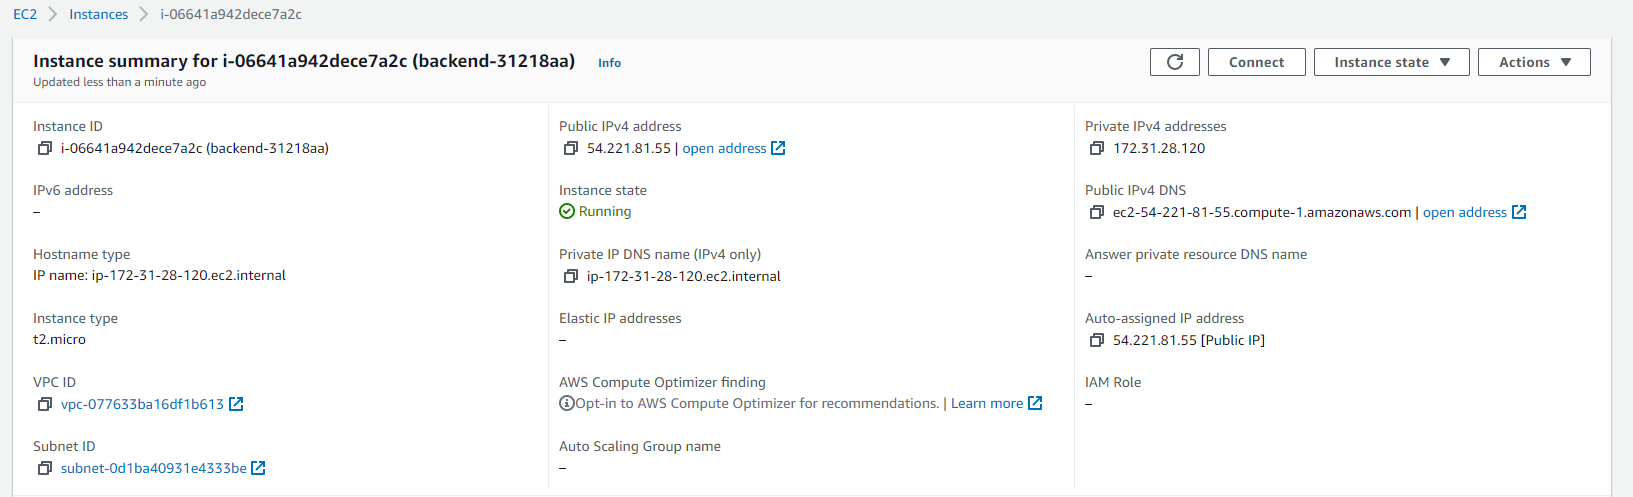 EC2 > Instances > i-06641a942dece7a2c
Instance summary for i-06641a942dece7a2c (backend-31218aa) Info
Updated less than a minute ago
Connect
Instance state
Actions
Instance ID
i-06641a942dece7a2c (backend-31218aa)
Public IPv4 address
54.221.81.55 | open address
Private IPv4 addresses
172.31.28.120
IPv6 address
–
Instance state
Running
Public IPv4 DNS
ec2-54-221-81-55.compute-1.amazonaws.com | open address
Hostname type
IP name: ip-172-31-28-120.ec2.internal
Private IP DNS name (IPv4 only)
ip-172-31-28-120.ec2.internal
Answer private resource DNS name
–
Instance type
t2.micro
Elastic IP addresses
–
Auto-assigned IP address
54.221.81.55 [Public IP]
VPC ID
vpc-077633ba16df1b613
AWS Compute Optimizer finding
Opt-in to AWS Compute Optimizer for recommendations. | Learn more
IAM Role
–
Subnet ID
subnet-0d1ba40931e4333be
Auto Scaling Group name
–